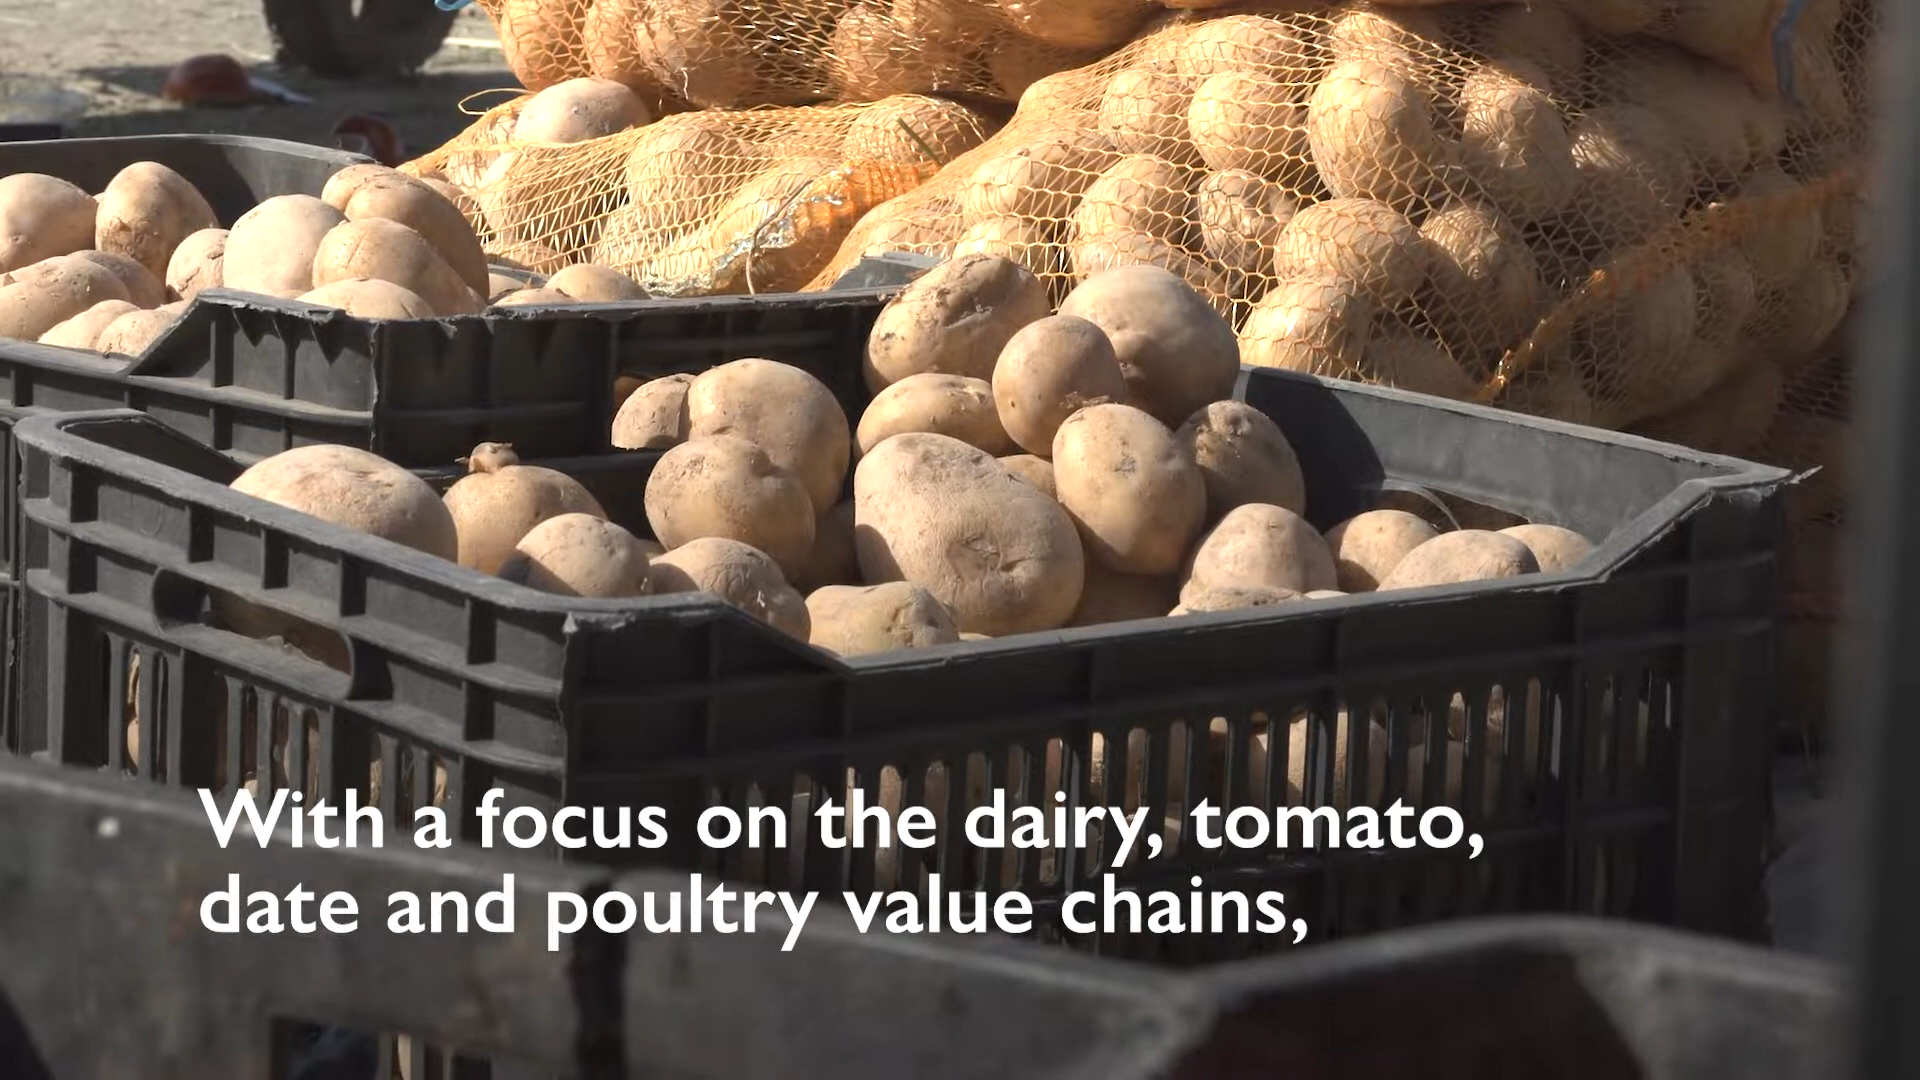 With a focus on the dairy, tomato,
date and poultry value chains,